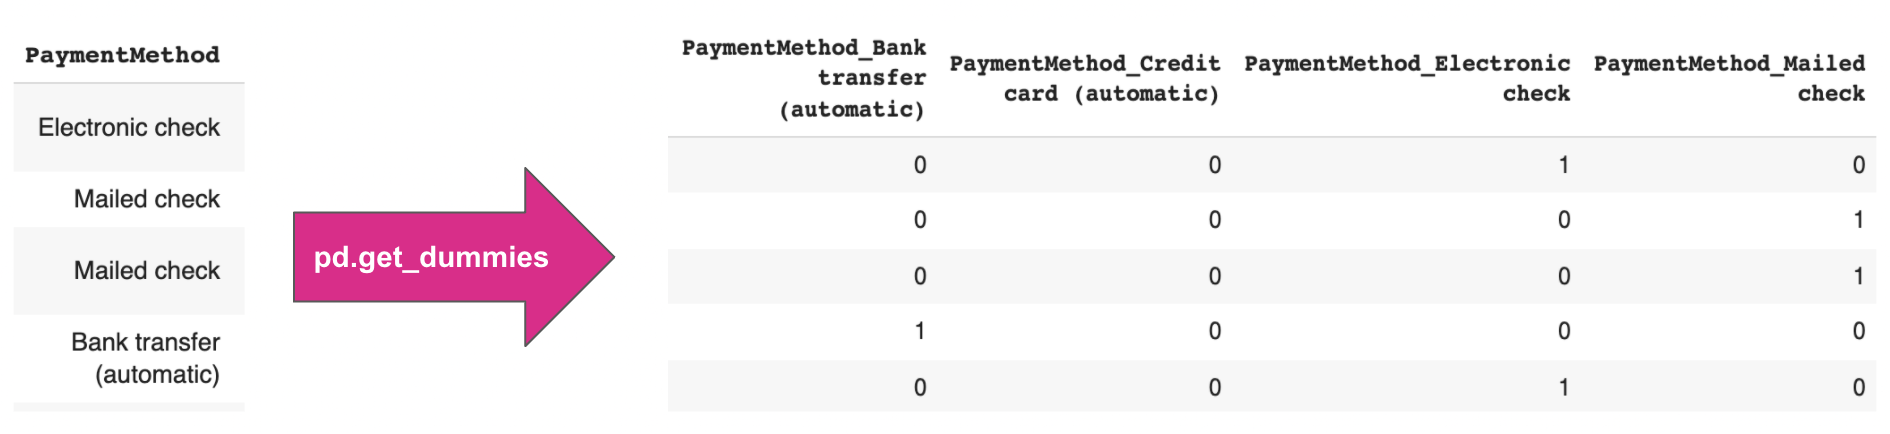 PaymentMethod
Electronic check
Mailed check
Mailed check
Bank transfer
(automatic)
pd.get_dummies
PaymentMethod_Bank
transfer
(automatic)
PaymentMethod_Credit
card (automatic)
PaymentMethod_Electronic
check
PaymentMethod_Mailed
check
0 0 1 0
0 0 0 1
0 0 0 1
1 0 0 0
0 0 1 0